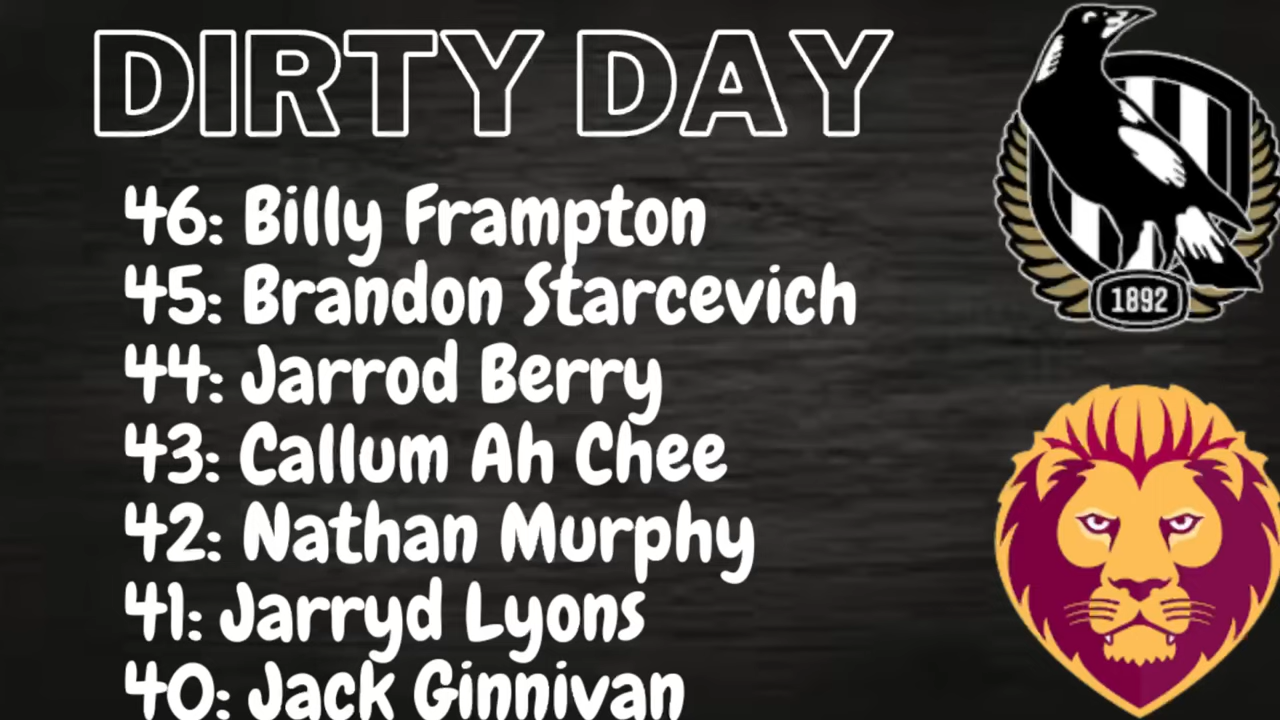 DIRTY DAY
46: Billy Frampton
45: Brandon Starcevich
44: Jarrod Berry
43: Callum Ah Chee
42: Nathan Murphy
41: Jarryd Lyons
40: Jack Ginnivan
1892